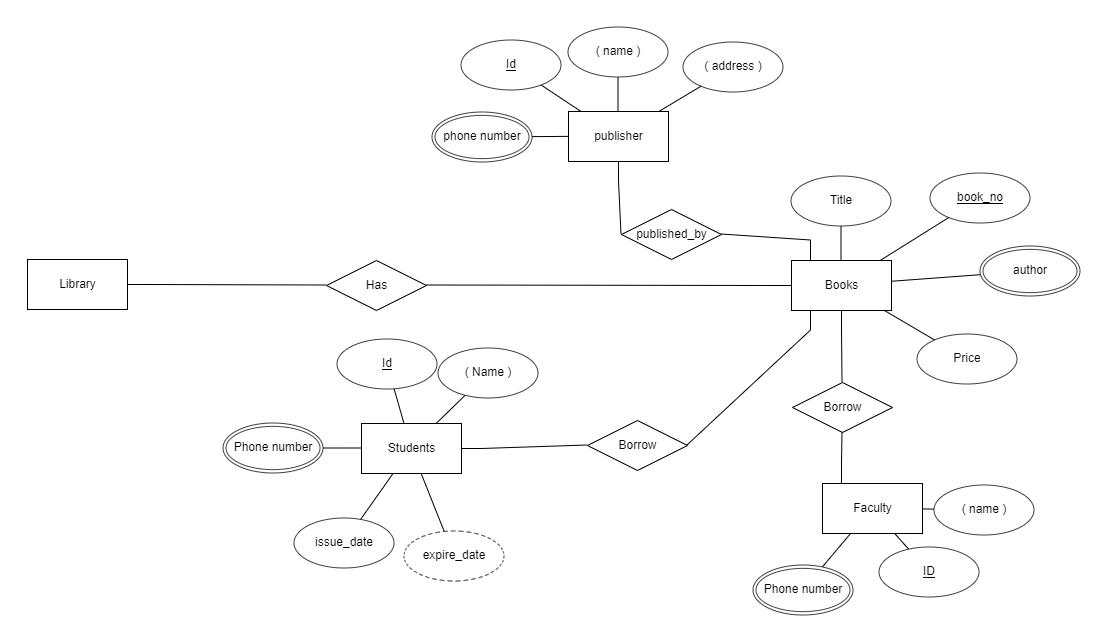 Id
( name )
( address )
phone number
publisher
Title
book_no
published_by
author
Library
Has
Books
Price
Id
( Name )
Borrow
Phone number
Students
Borrow
issue_date
expire_date
Faculty
( name )
ID
Phone number